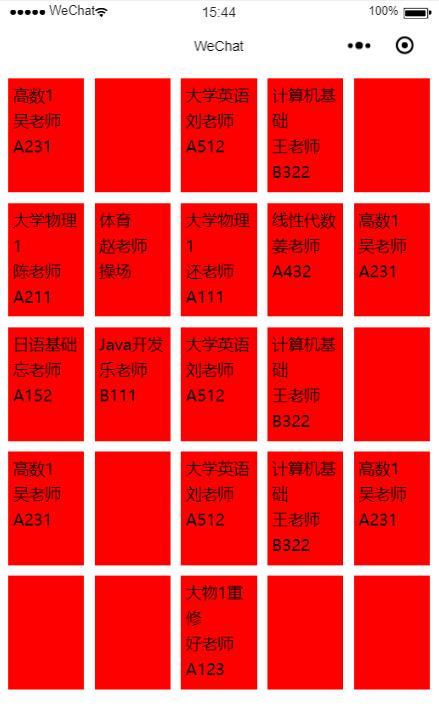 WeChat 15:44 100%
WeChat
高数1
吴老师
A231
大学英语
刘老师
A512
计算机基
础
王老师
B322
大学物理
1
陈老师
A211
体育
赵老师
操场
大学物理
1
还老师
A111
线性代数
姜老师
A432
高数1
吴老师
A231
日语基础
忘老师
A152
Java开发
乐老师
B111
大学英语
刘老师
A512
计算机基
础
王老师
B322
高数1
吴老师
A231
大学英语
刘老师
A512
计算机基
础
王老师
B322
高数1
吴老师
A231
大物1重
修
好老师
A123